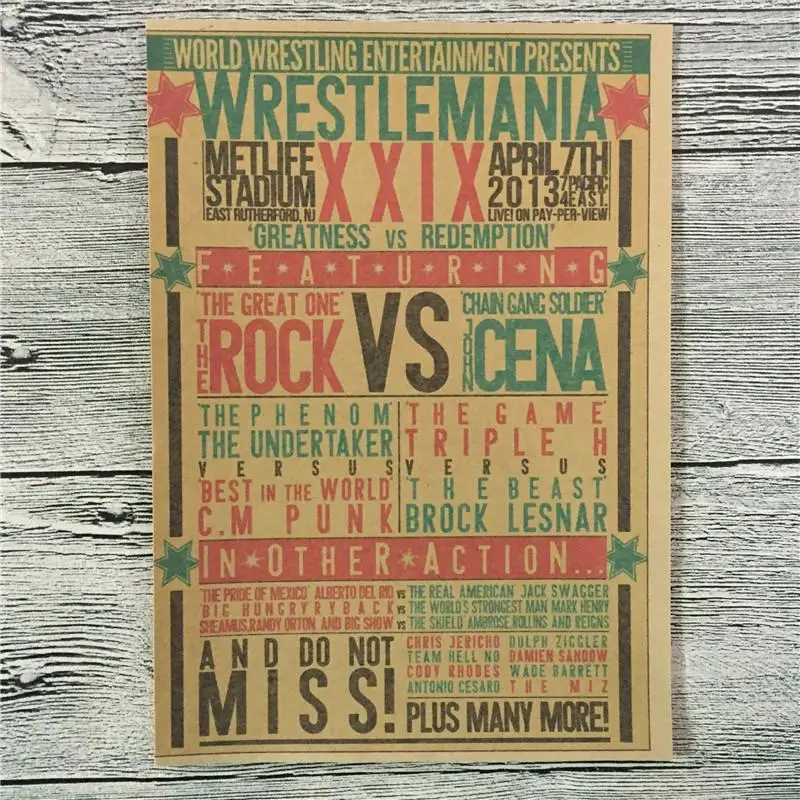 WORLD WRESTLING ENTERTAINMENT PRESENTS
WRESTLEMANIA
METLIFE STADIUM
EAST RUTHERFORD, NJ
XXIX
APRIL 7TH
2013 7PACIFIC 4EAST.
LIVE! ON PAY-PER-VIEW
'GREATNESS VS REDEMPTION'
FEATURING
'THE GREAT ONE'
THE ROCK
VS
'CHAIN GANG SOLDIER'
JOHN CENA
'THE PHENOM'
THE UNDERTAKER
VERSUS
'BEST IN THE WORLD'
C.M PUNK
'THE GAME'
TRIPLE H
VERSUS
'THE BEAST'
BROCK LESNAR
IN OTHER ACTION...
'THE PRIDE OF MEXICO' ALBERTO DEL RIO VS 'THE REAL AMERICAN' JACK SWAGGER
'BIG HUNGRY RYBACK VS THE WORLD'S STRONGEST MAN MARK HENRY
SHEAMUS, RANDY ORTON AND BIG SHOW VS 'THE SHIELD' AMBROSE, ROLLINS AND REIGNS
AND DO NOT
MISS!
CHRIS JERICHO DOLPH ZIGGLER
TEAM HELL NO DAMIEN SANDOW
CODY RHODES WADE BARRETT
ANTONIO CESARO THE MIZ
PLUS MANY MORE!